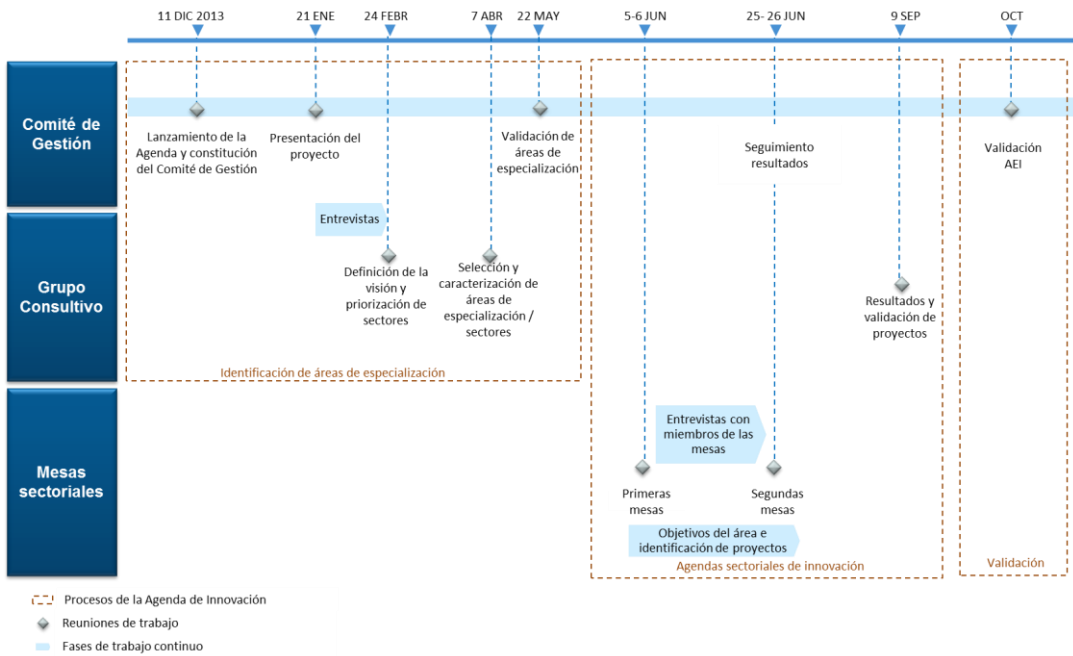 11 DIC 2013
21 ENE
24 FEBR
7 ABR
22 MAY
5-6 JUN
25- 26 JUN
9 SEP
OCT
Comité de
Gestión
Lanzamiento de la
Agenda y constitución
del Comité de Gestión
Presentación del
proyecto
Validación de
áreas de
especialización
Seguimiento
resultados
Validación
AEI
Entrevistas
Grupo
Consultivo
Definición de la
visión y
priorización de
sectores
Selección y
caracterización de
áreas de
especialización /
sectores
Resultados y
validación de
proyectos
Identificación de áreas de especialización
Mesas
sectoriales
Entrevistas con
miembros de las
mesas
Primeras
mesas
Segundas
mesas
Objetivos del área e
identificación de proyectos
Agendas sectoriales de innovación
Validación
Procesos de la Agenda de Innovación
Reuniones de trabajo
Fases de trabajo continuo